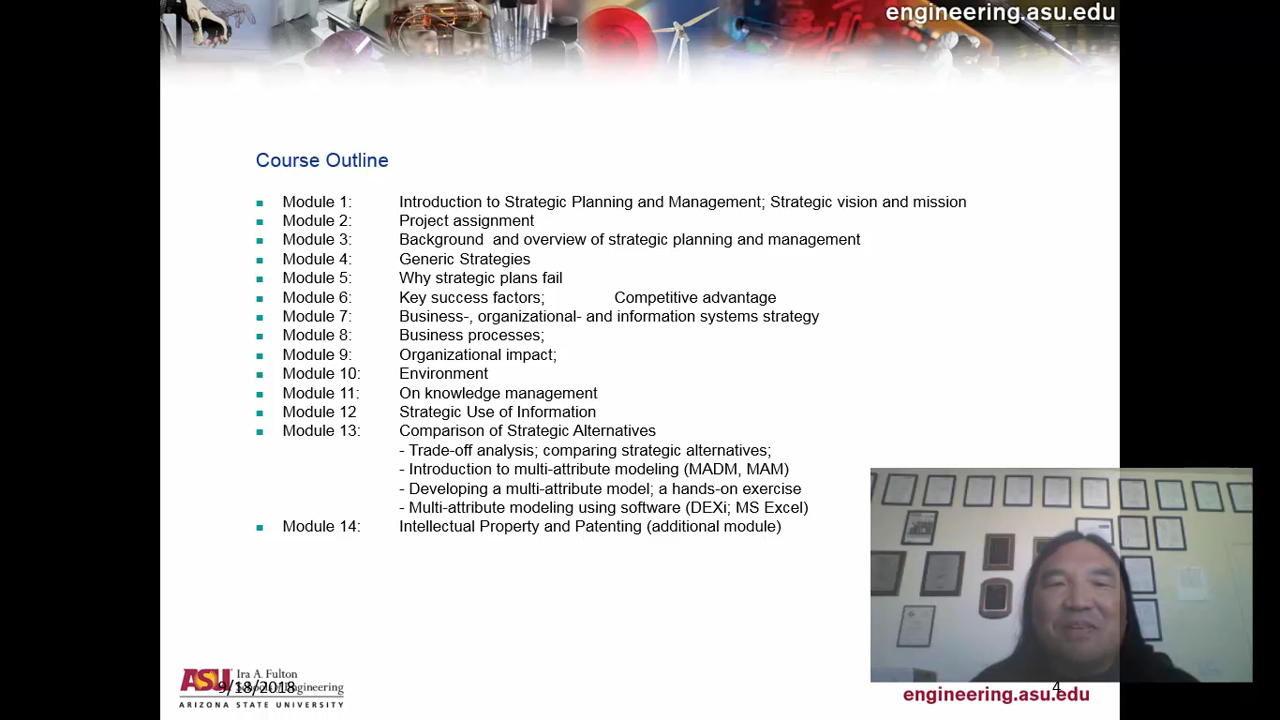 engineering.asu.edu
Course Outline
Module 1: Introduction to Strategic Planning and Management; Strategic vision and mission
Module 2: Project assignment
Module 3: Background and overview of strategic planning and management
Module 4: Generic Strategies
Module 5: Why strategic plans fail
Module 6: Key success factors; Competitive advantage
Module 7: Business-, organizational- and information systems strategy
Module 8: Business processes;
Module 9: Organizational impact;
Module 10: Environment
Module 11: On knowledge management
Module 12 Strategic Use of Information
Module 13: Comparison of Strategic Alternatives
- Trade-off analysis; comparing strategic alternatives;
- Introduction to multi-attribute modeling (MADM, MAM)
- Developing a multi-attribute model; a hands-on exercise
- Multi-attribute modeling using software (DEXi; MS Excel)
Module 14: Intellectual Property and Patenting (additional module)
ASU Ira A. Fulton
Engineering
9/18/2018
ARIZONA STATE UNIVERSITY
4
engineering.asu.edu